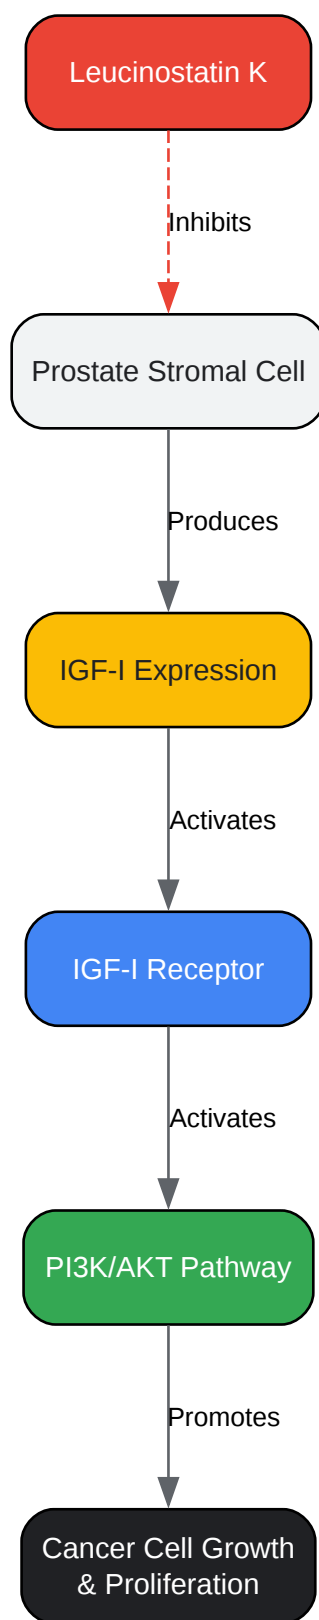 Leucinostatin K
Inhibits
Prostate Stromal Cell
Produces
IGF-I Expression
Activates
IGF-I Receptor
Activates
PI3K/AKT Pathway
Promotes
Cancer Cell Growth
& Proliferation